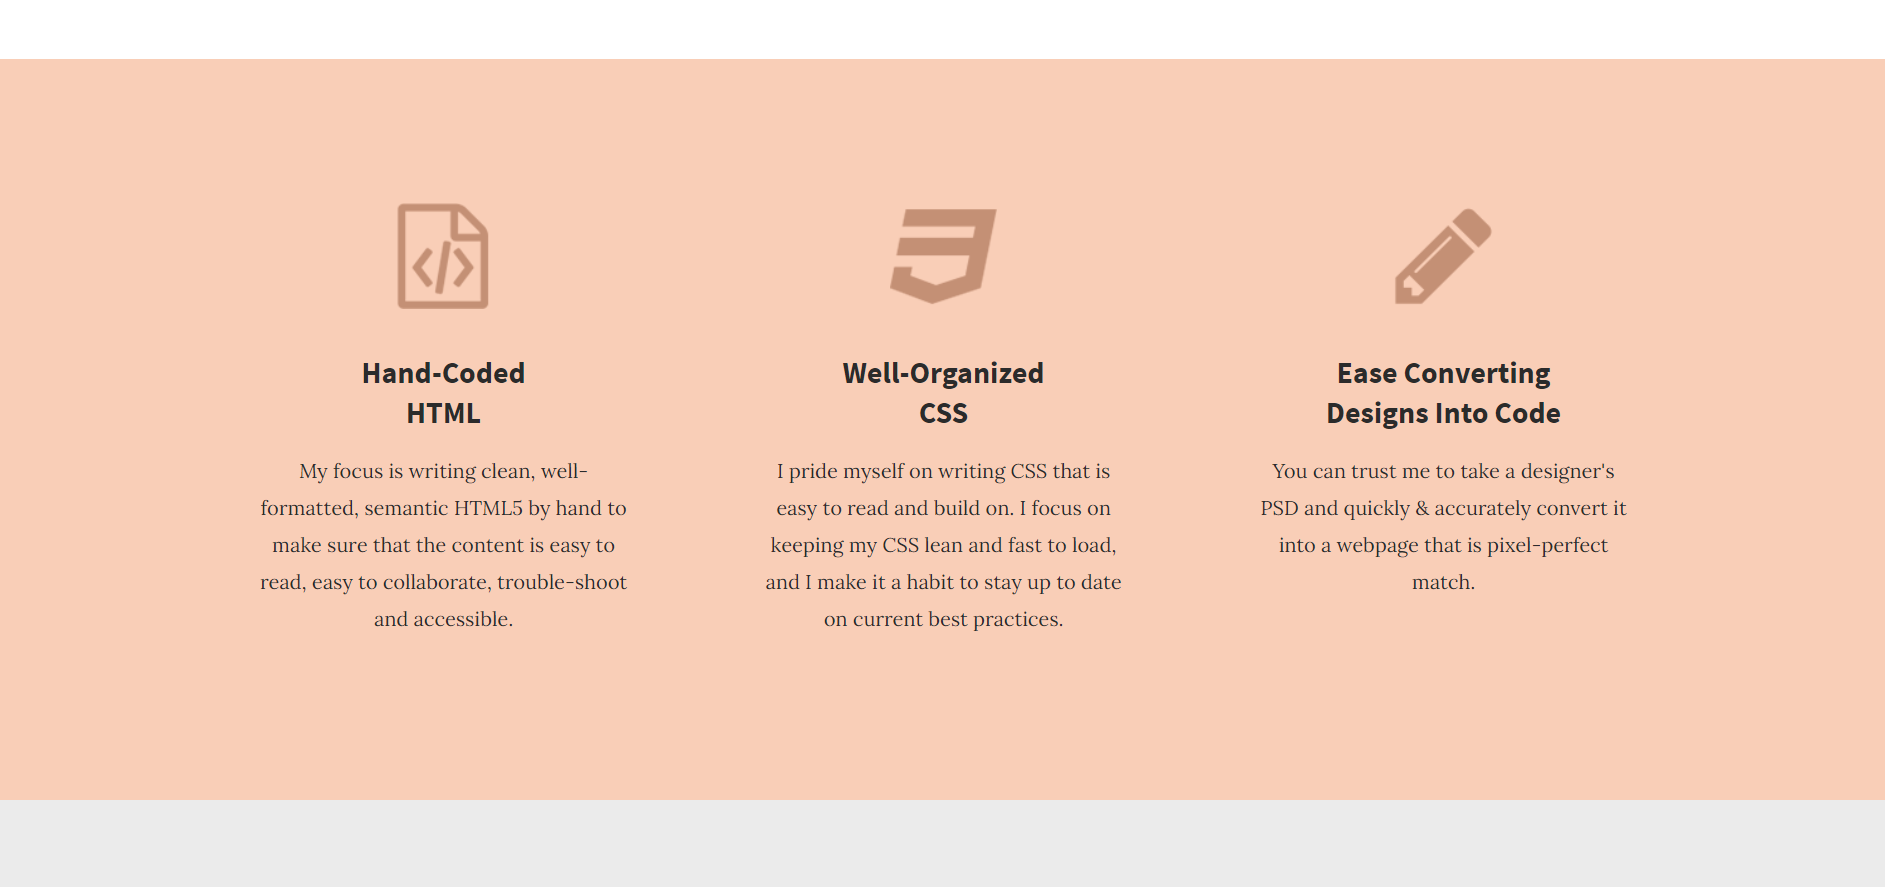 Hand-Coded
HTML
My focus is writing clean, well-
formatted, semantic HTML5 by hand to
make sure that the content is easy to
read, easy to collaborate, trouble-shoot
and accessible.
Well-Organized
CSS
I pride myself on writing CSS that is
easy to read and build on. I focus on
keeping my CSS lean and fast to load,
and I make it a habit to stay up to date
on current best practices.
Ease Converting
Designs Into Code
You can trust me to take a designer's
PSD and quickly & accurately convert it
into a webpage that is pixel-perfect
match.